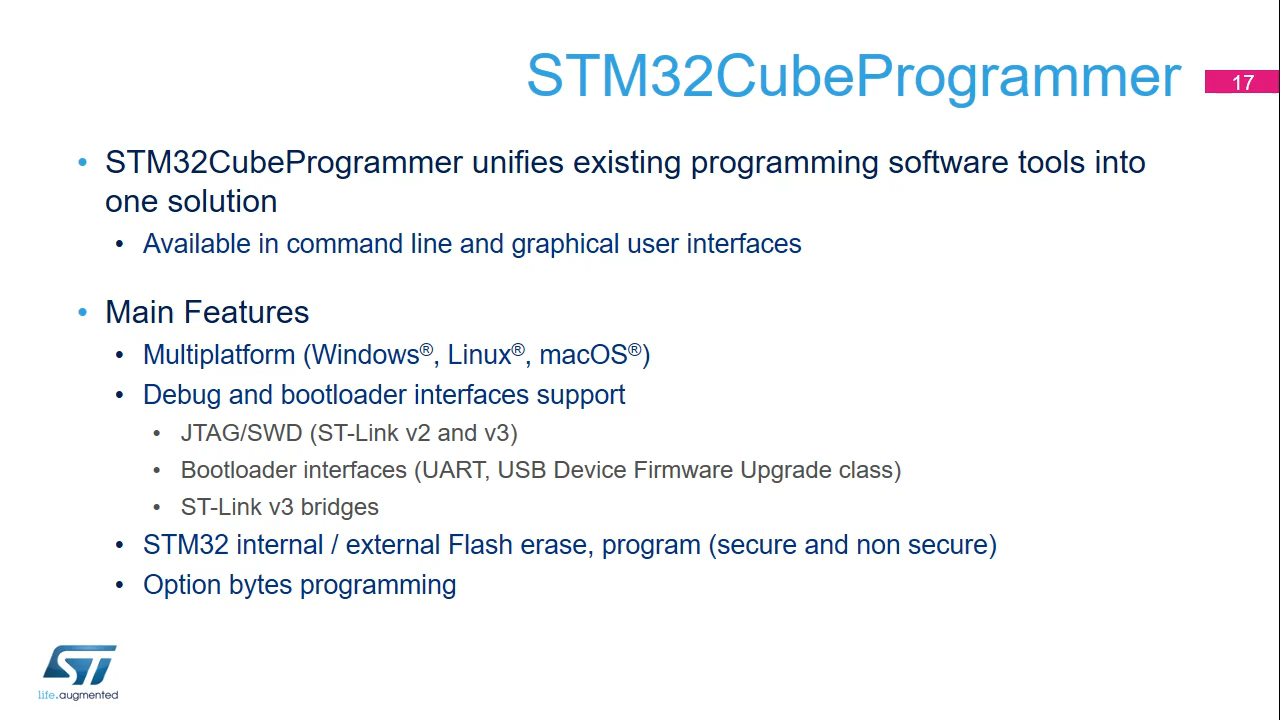 STM32CubeProgrammer
17
• STM32CubeProgrammer unifies existing programming software tools into
one solution
• Available in command line and graphical user interfaces
• Main Features
• Multiplatform (Windows®, Linux®, macOS®)
• Debug and bootloader interfaces support
• JTAG/SWD (ST-Link v2 and v3)
• Bootloader interfaces (UART, USB Device Firmware Upgrade class)
• ST-Link v3 bridges
• STM32 internal / external Flash erase, program (secure and non secure)
• Option bytes programming
ST
life.augmented